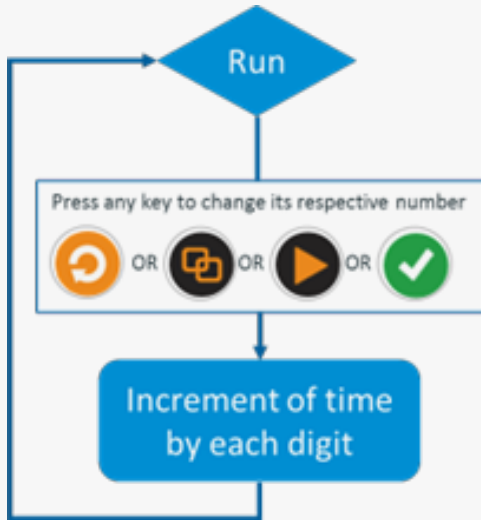 Run
Press any key to change its respective number
OR OR OR
Increment of time
by each digit